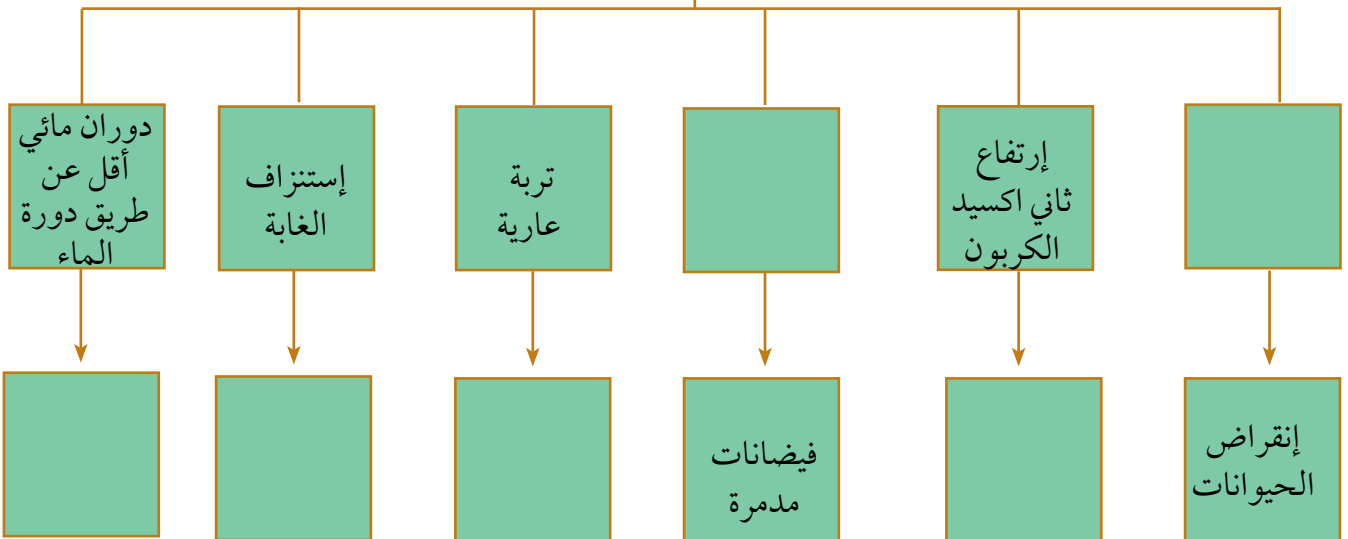 إرتفاع
ثاني اكسيد
الكربون
تربة
عارية
إستنزاف
الغابة
دوران مائي
أقل عن
طريق دورة
الماء
إنقراض
الحيوانات
فيضانات
مدمرة